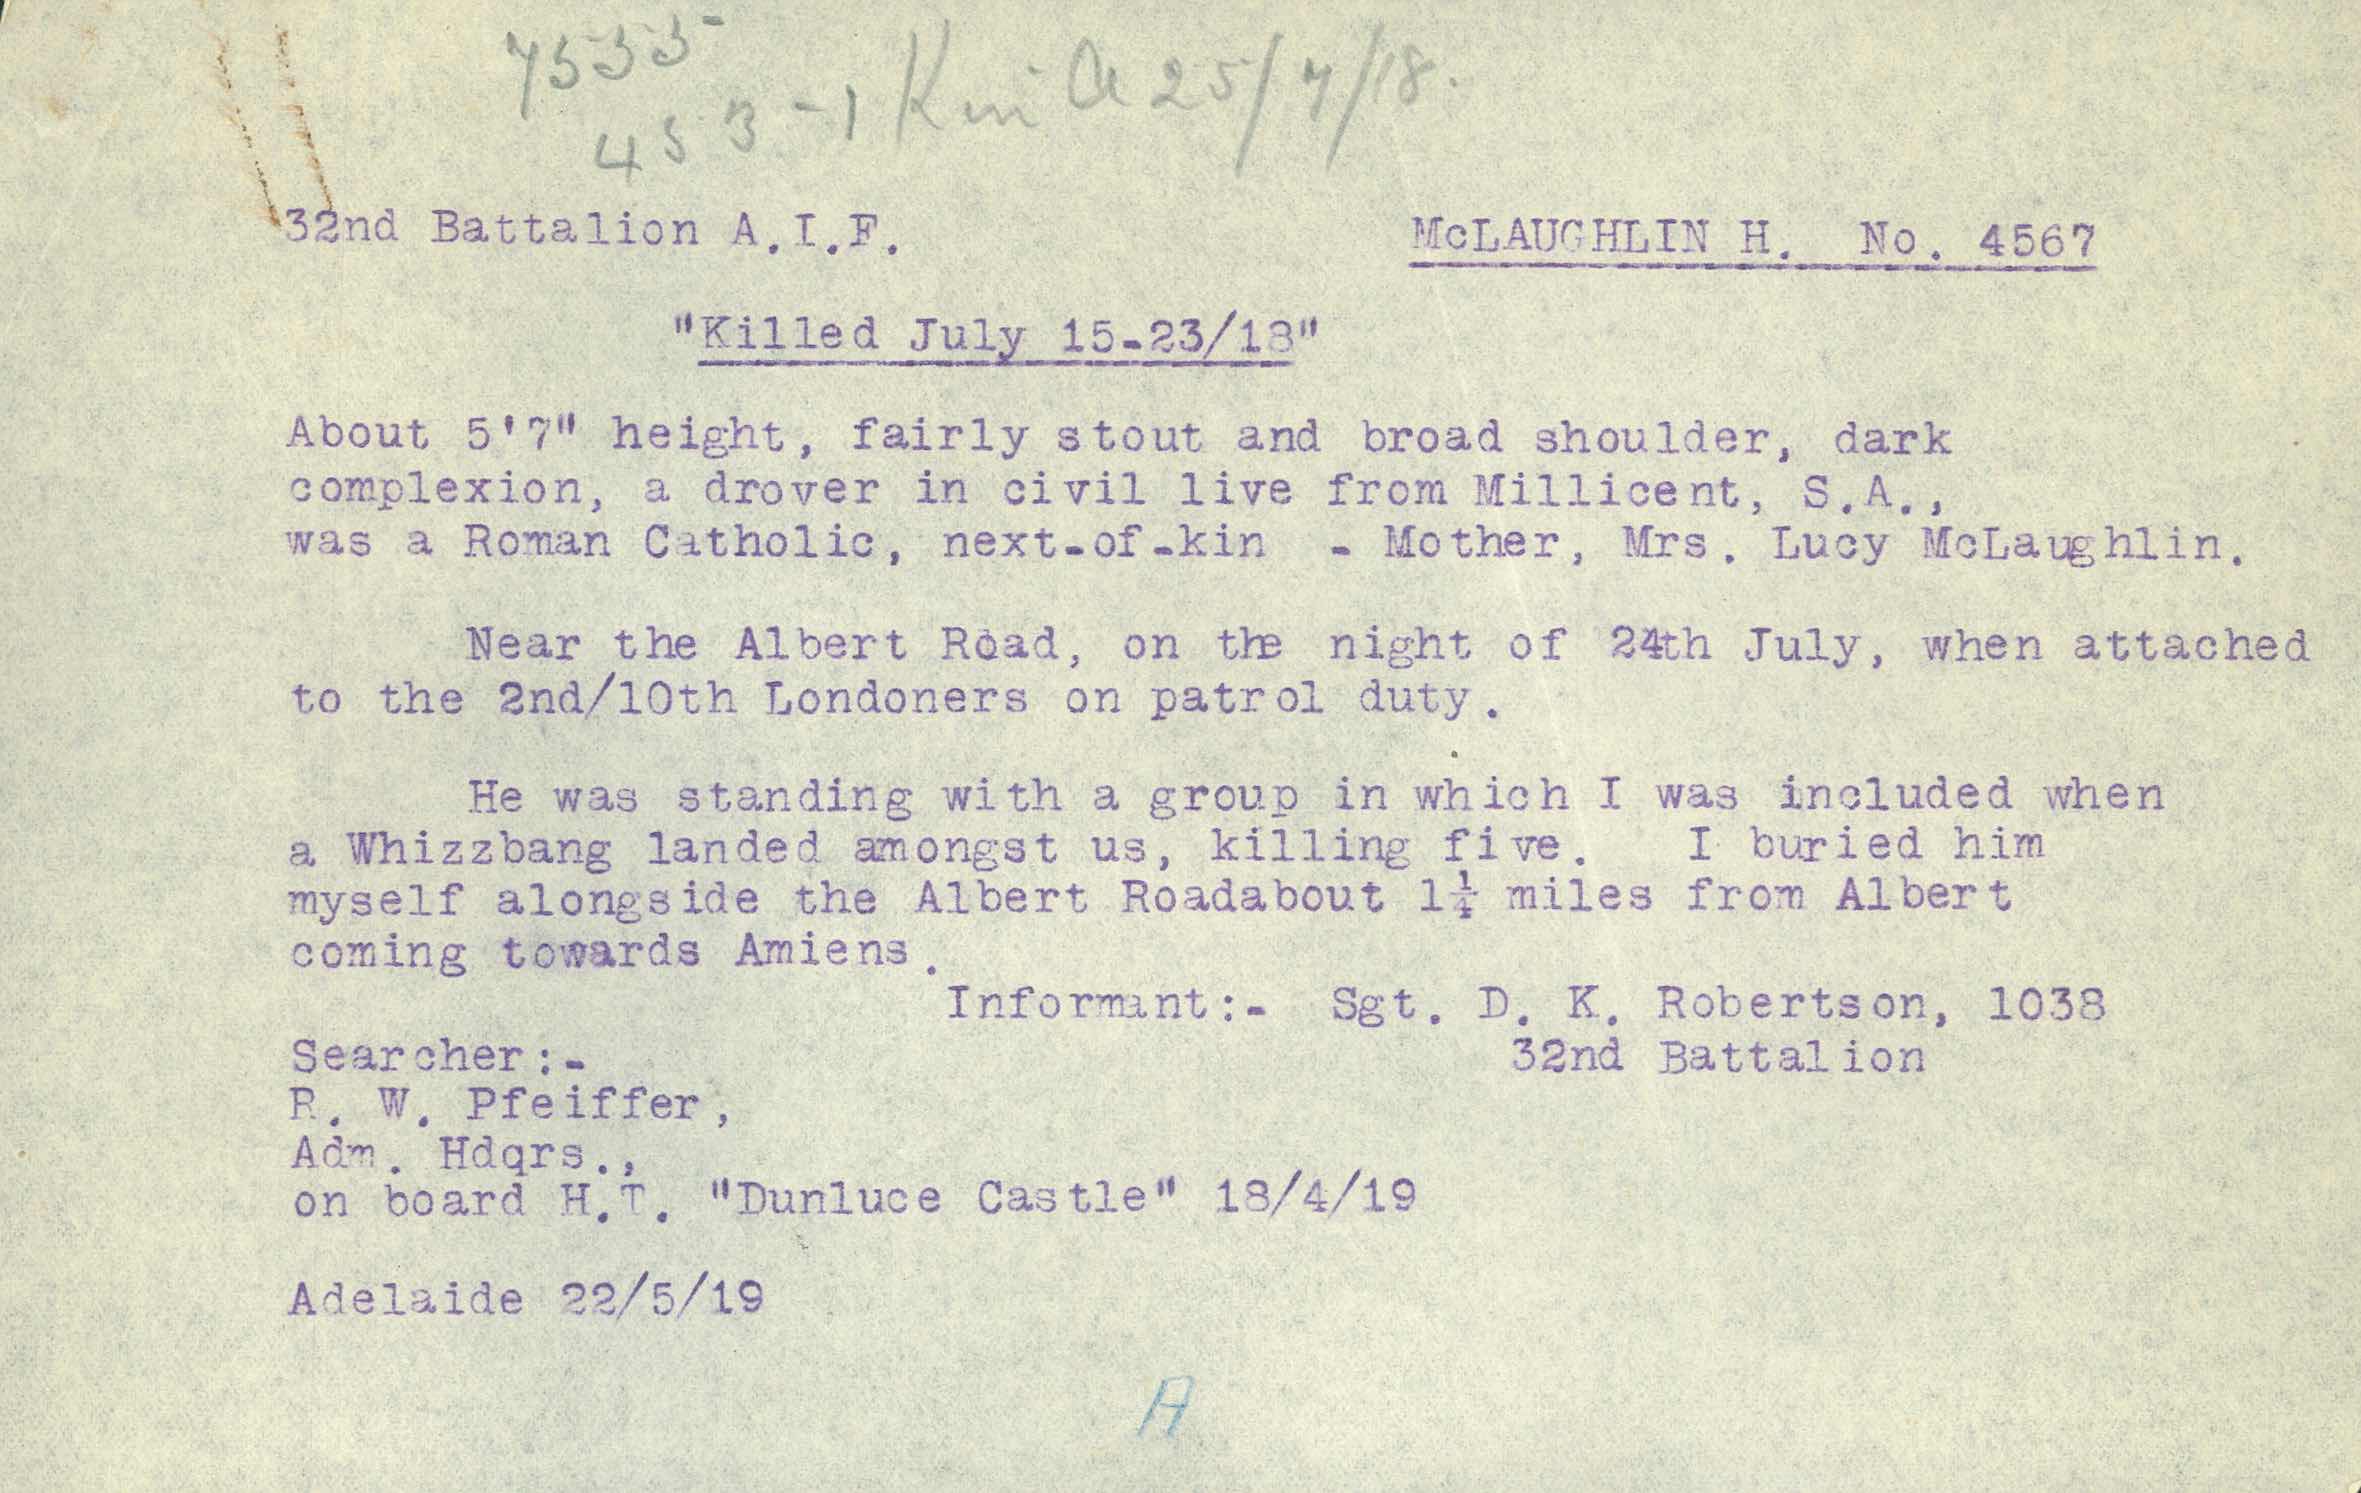 7535
453-1 K in A 25/7/18.
32nd Battalion A.I.F.
McLAUGHLIN H. No. 4567
"Killed July 15-23/18"
About 5'7" height, fairly stout and broad shoulder, dark
complexion, a drover in civil live from Millicent, S.A.,
was a Roman Catholic, next-of-kin - Mother, Mrs. Lucy McLaughlin.
Near the Albert Road, on the night of 24th July, when attached
to the 2nd/10th Londoners on patrol duty.
He was standing with a group in which I was included when
a Whizzbang landed amongst us, killing five. I buried him
myself alongside the Albert Roadabout 1¼ miles from Albert
coming towards Amiens.
Informant:- Sgt. D. K. Robertson, 1038
32nd Battalion
Searcher:-
R. W. Pfeiffer,
Adm. Hdqrs.,
on board H.T. "Dunluce Castle" 18/4/19
Adelaide 22/5/19
A